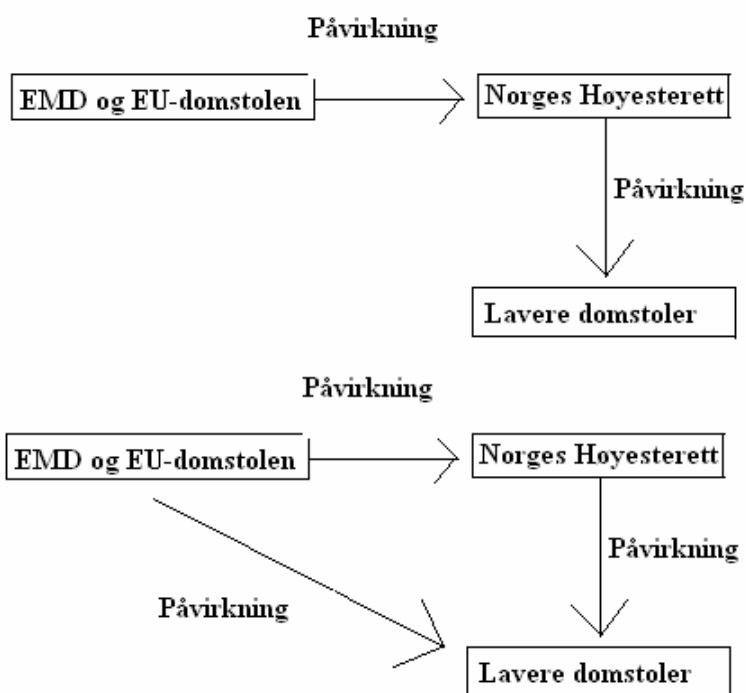 Påvirkning
EMD og EU-domstolen
Norges Høyesterett
Påvirkning
Lavere domstoler
Påvirkning
EMD og EU-domstolen
Norges Høyesterett
Påvirkning
Påvirkning
Lavere domstoler